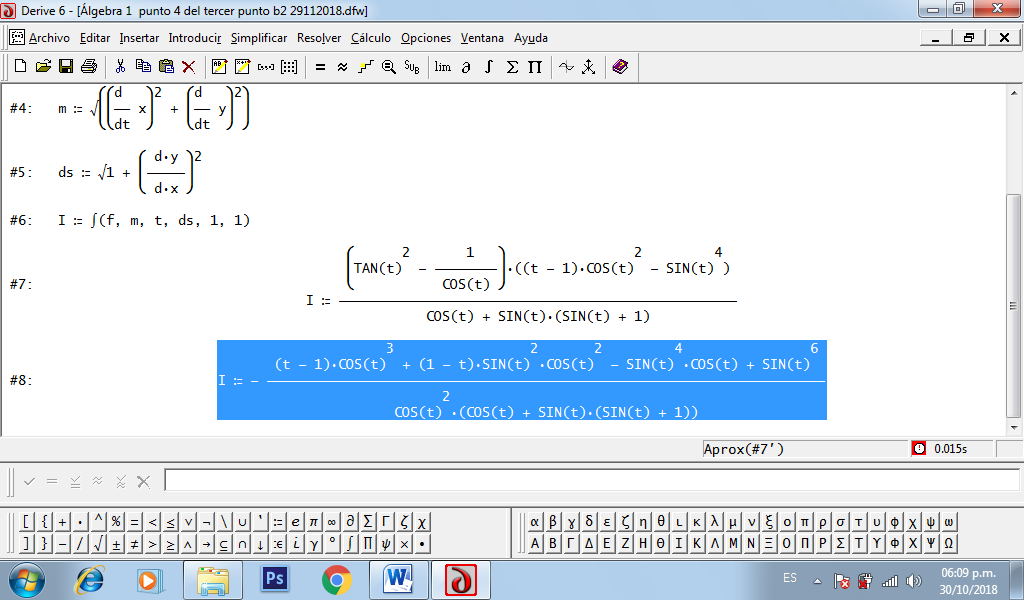 Derive 6 - [Álgebra 1 punto 4 del tercer punto b2 29112018.dfw]
Archivo Editar Insertar Introducir Simplificar Resolver Cálculo Opciones Ventana Ayuda
= ≈ SUB lim ∂ ∫ Σ Π
#4: m ≔ √((d/dt x)^2 + (d/dt y)^2)
#5: ds ≔ √1 + (d·y/d·x)^2
#6: I ≔ ∫(f, m, t, ds, 1, 1)
#7: I ≔ (TAN(t)^2 − 1/COS(t))·((t − 1)·COS(t)^2 − SIN(t)^4) / COS(t) + SIN(t)·(SIN(t) + 1)
#8: I ≔ − (t − 1)·COS(t)^3 + (1 − t)·SIN(t)^2·COS(t)^2 − SIN(t)^4·COS(t) + SIN(t)^6 / COS(t)^2·(COS(t) + SIN(t)·(SIN(t) + 1))
Aprox(#7') 0.015s
[ { + · ^ % = < ≤ ∨ ¬ \ ∪ ' ≔ e π ∞ ∂ Σ Γ ζ χ
] } − / √ ± ≠ > ≥ ∧ → ⊆ ∩ ↓ :∈ i γ ° ∫ Π ψ × •
α β γ δ ε ζ η θ ι κ λ μ ν ξ ο π ρ σ τ υ φ χ ψ ω
Α Β Γ Δ Ε Ζ Η Θ Ι Κ Λ Μ Ν Ξ Ο Π Ρ Σ Τ Υ Φ Χ Ψ Ω
Ps W ES 06:09 p.m.
30/10/2018